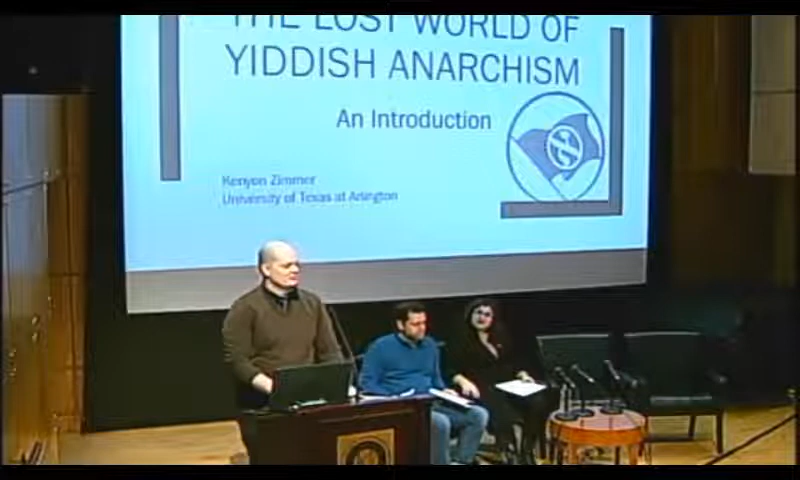 THE LOST WORLD OF
YIDDISH ANARCHISM
An Introduction
Kenyon Zimmer
University of Texas at Arlington